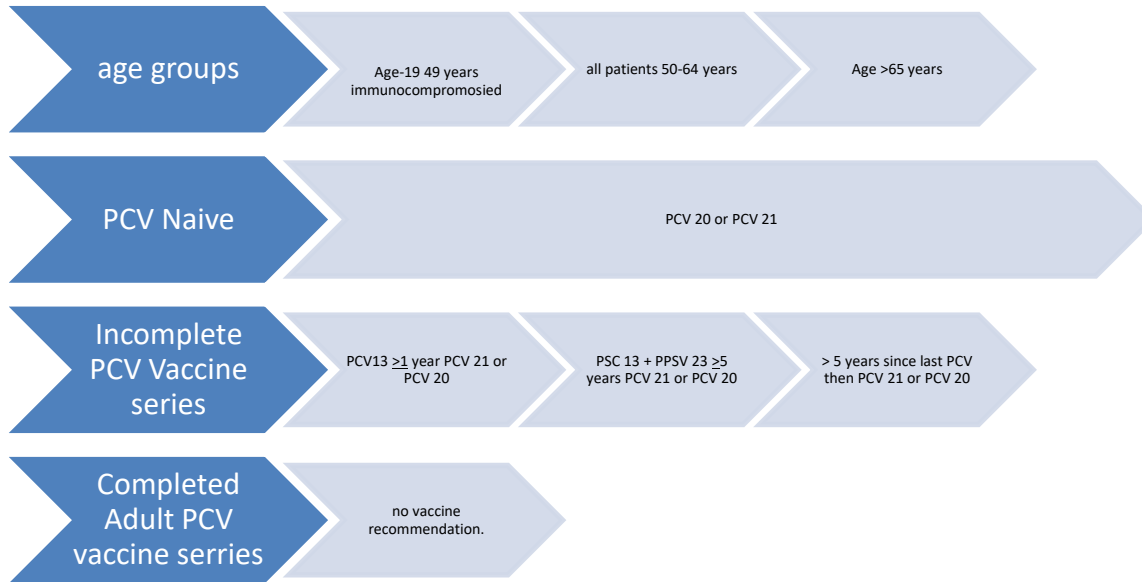 age groups
Age-19 49 years
immunocompromosied
all patients 50-64 years
Age >65 years
PCV Naive
PCV 20 or PCV 21
Incomplete
PCV Vaccine
series
PCV13 >1 year PCV 21 or
PCV 20
PSC 13 + PPSV 23 >5
years PCV 21 or PCV 20
> 5 years since last PCV
then PCV 21 or PCV 20
Completed
Adult PCV
vaccine serries
no vaccine
recommendation.